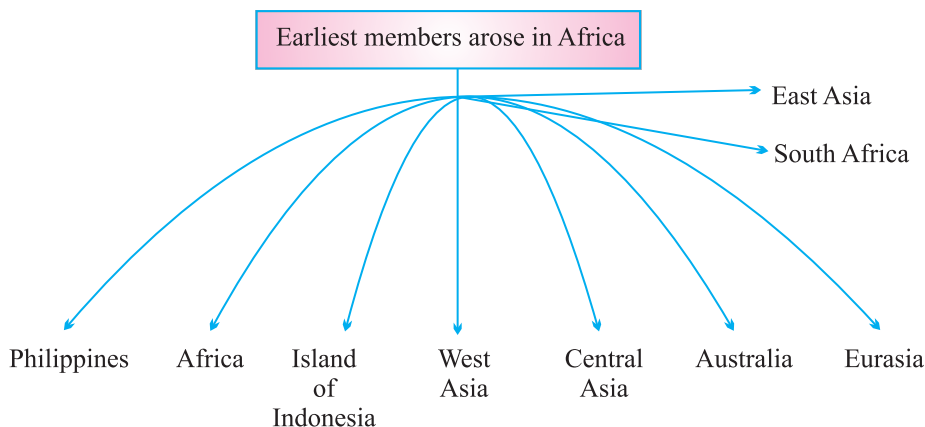 Earliest members arose in Africa
East Asia
South Africa
Philippines
Africa
Island
of
Indonesia
West
Asia
Central
Asia
Australia
Eurasia